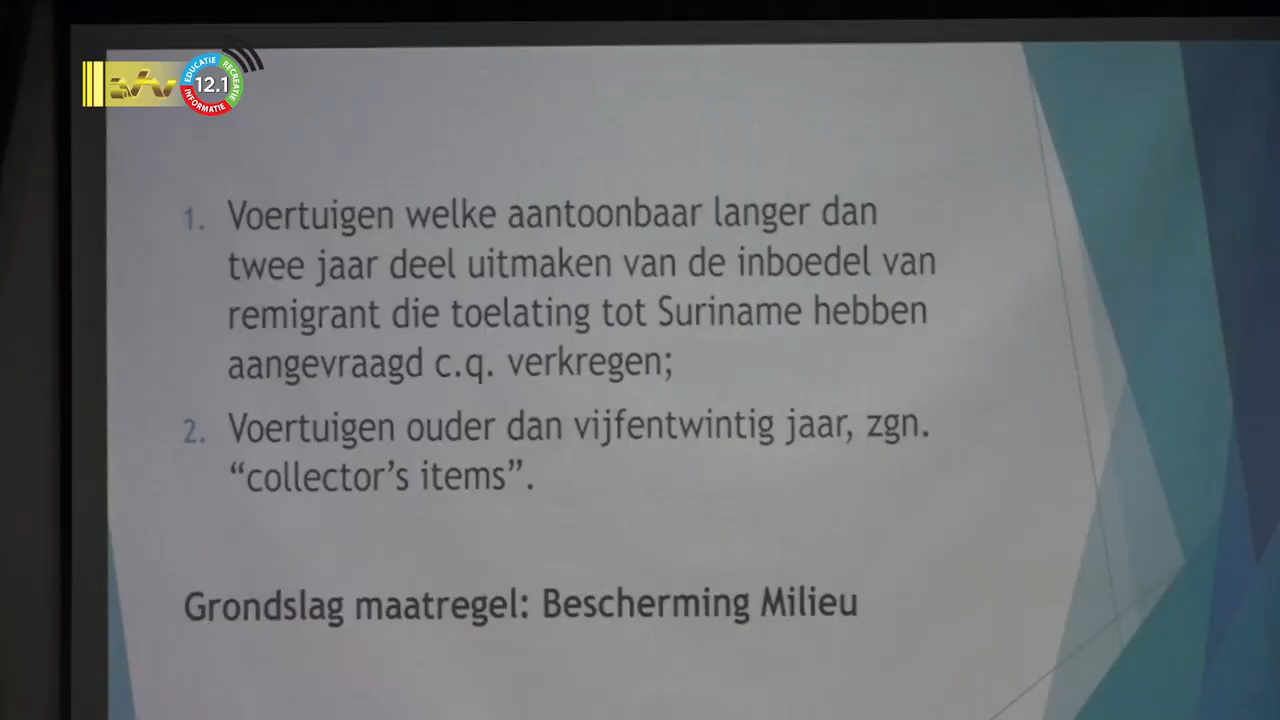 EDUCATIE
RECREATIE
12.1
INFORMATIE
1. Voertuigen welke aantoonbaar langer dan
twee jaar deel uitmaken van de inboedel van
remigrant die toelating tot Suriname hebben
aangevraagd c.q. verkregen;
2. Voertuigen ouder dan vijfentwintig jaar, zgn.
“collector’s items”.
Grondslag maatregel: Bescherming Milieu